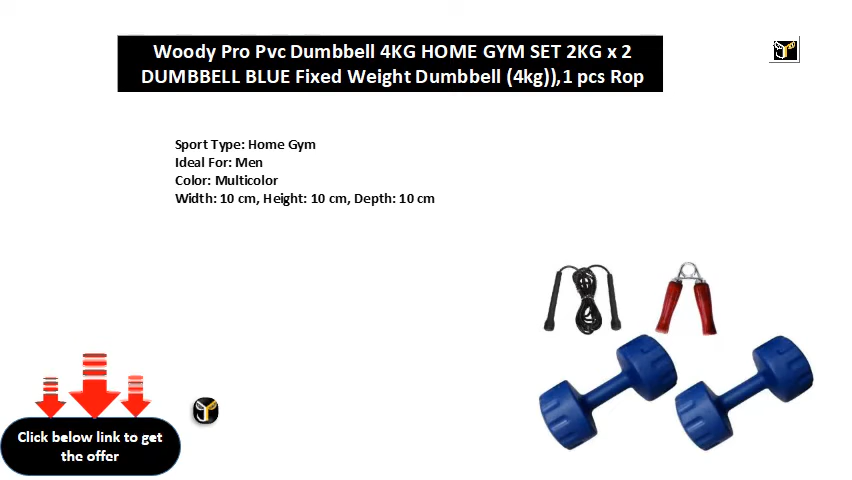 Woody Pro Pvc Dumbbell 4KG HOME GYM SET 2KG x 2
DUMBBELL BLUE Fixed Weight Dumbbell (4kg)),1 pcs Rop
Sport Type: Home Gym
Ideal For: Men
Color: Multicolor
Width: 10 cm, Height: 10 cm, Depth: 10 cm
Click below link to get
the offer